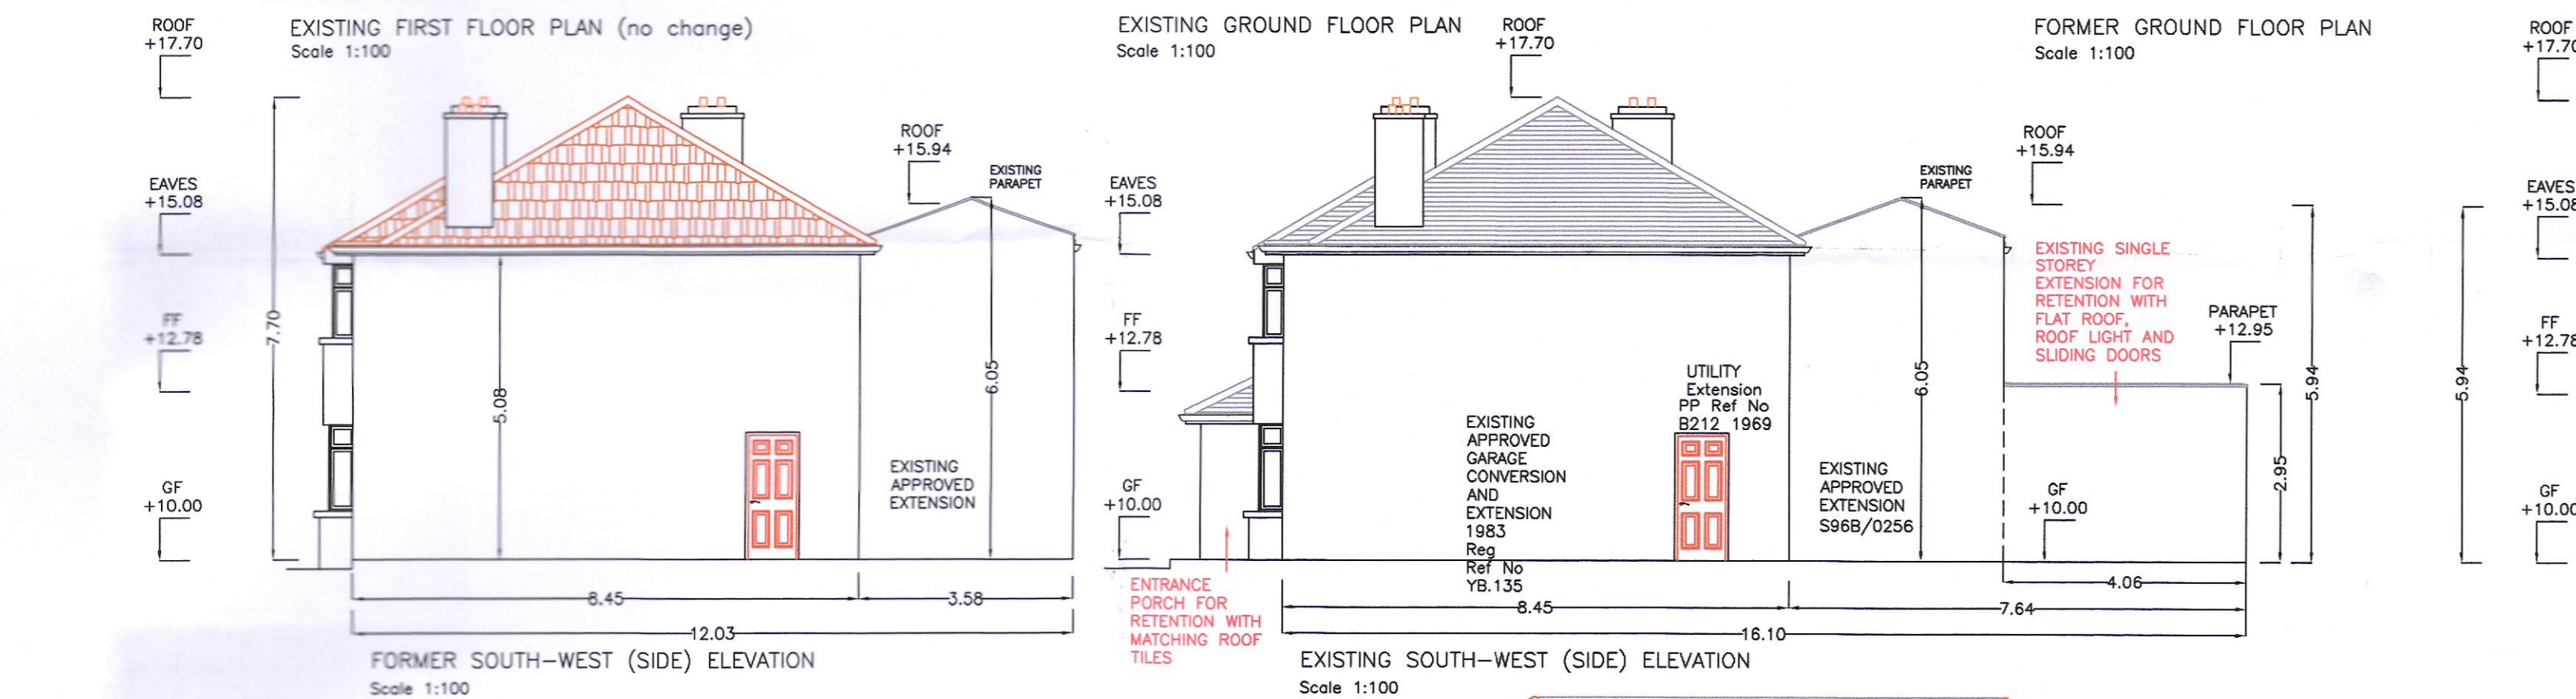 EXISTING FIRST FLOOR PLAN (no change)
Scale 1:100
EXISTING GROUND FLOOR PLAN
Scale 1:100
FORMER GROUND FLOOR PLAN
Scale 1:100
ROOF
+17.70
EAVES
+15.08
FF
+12.78
GF
+10.00
7.70
5.08
ROOF
+15.94
EXISTING
PARAPET
6.05
EXISTING
APPROVED
EXTENSION
8.45
3.58
12.03
FORMER SOUTH-WEST (SIDE) ELEVATION
Scale 1:100
ROOF
+17.70
EAVES
+15.08
FF
+12.78
GF
+10.00
ENTRANCE
PORCH FOR
RETENTION WITH
MATCHING ROOF
TILES
EXISTING
APPROVED
GARAGE
CONVERSION
AND
EXTENSION
1983
Reg
Ref No
YB.135
UTILITY
Extension
PP Ref No
B212 1969
EXISTING
PARAPET
6.05
EXISTING
APPROVED
EXTENSION
S96B/0256
ROOF
+15.94
EXISTING SINGLE
STOREY
EXTENSION FOR
RETENTION WITH
FLAT ROOF,
ROOF LIGHT AND
SLIDING DOORS
PARAPET
+12.95
GF
+10.00
2.95
5.94
4.06
8.45
7.64
16.10
EXISTING SOUTH-WEST (SIDE) ELEVATION
Scale 1:100
5.94
ROOF
+17.70
EAVES
+15.08
FF
+12.78
GF
+10.00